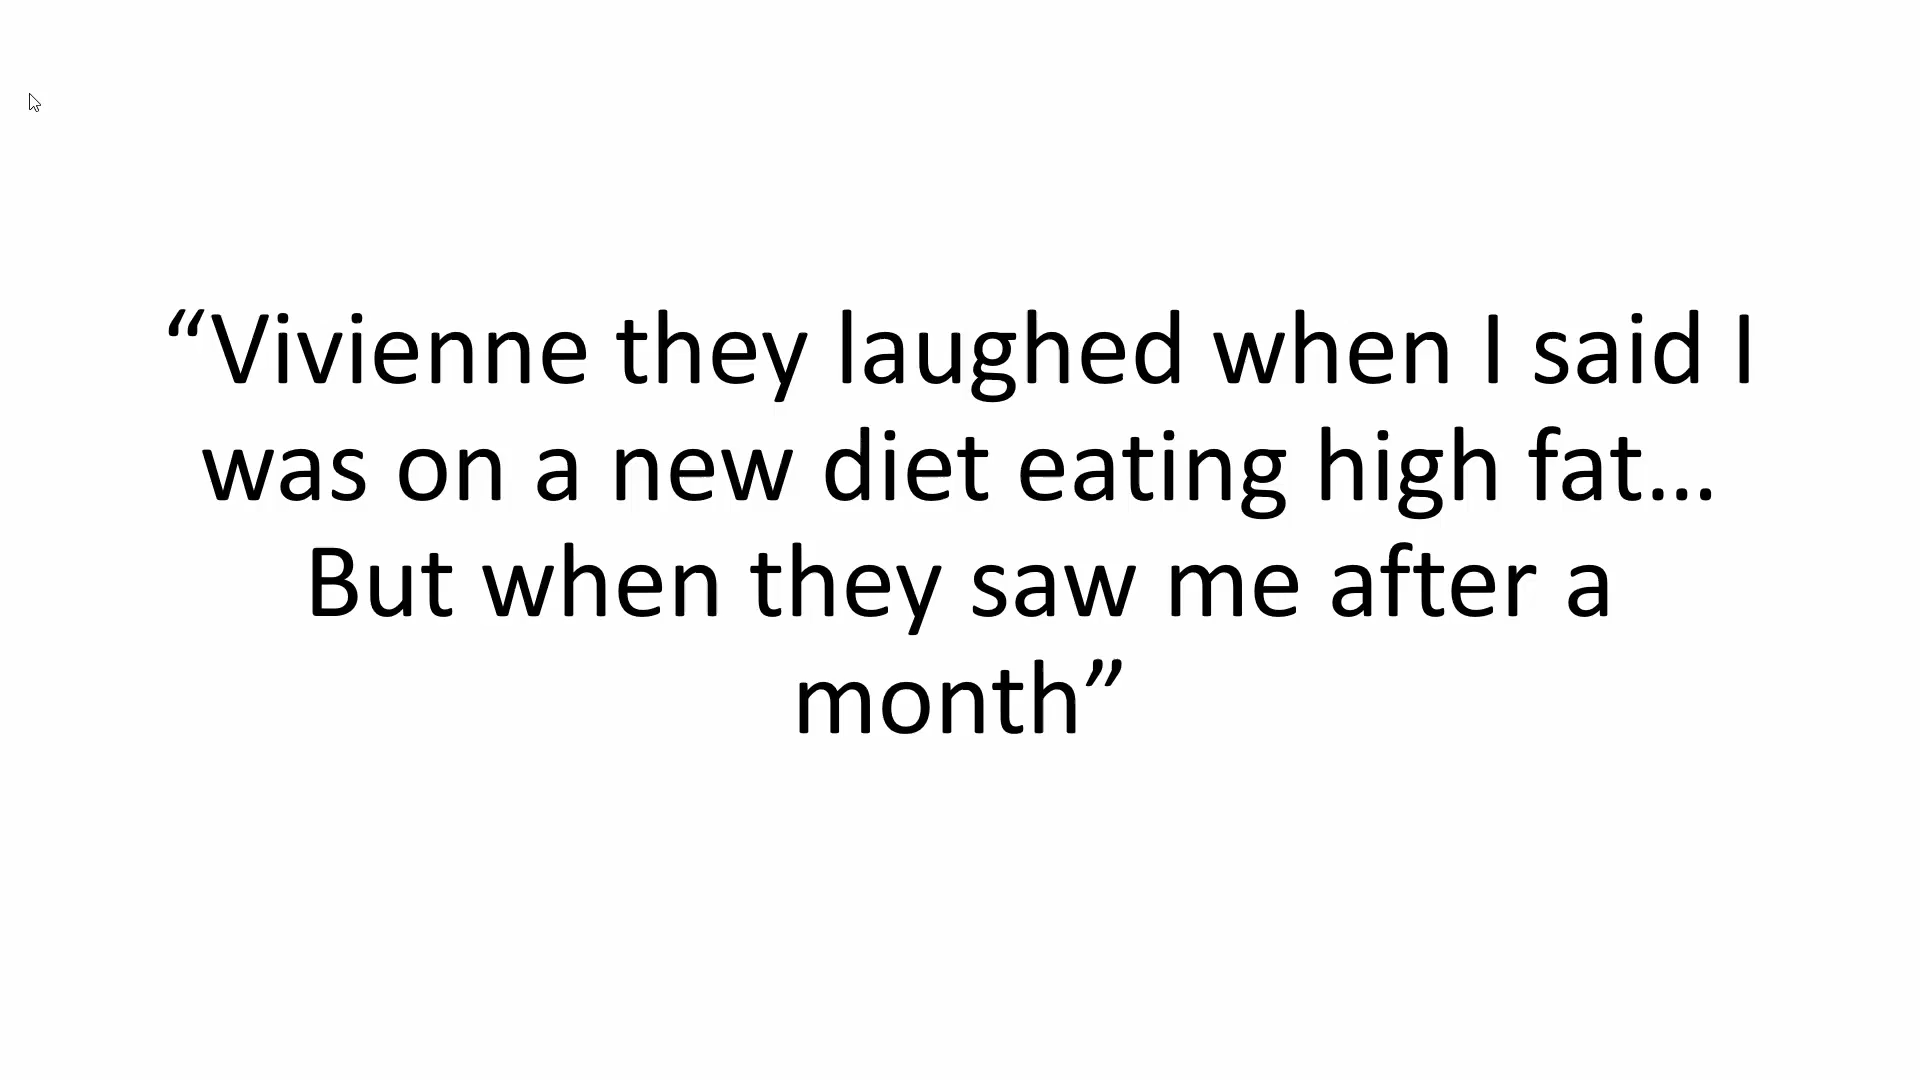 “Vivienne they laughed when I said I
was on a new diet eating high fat...
But when they saw me after a
month”